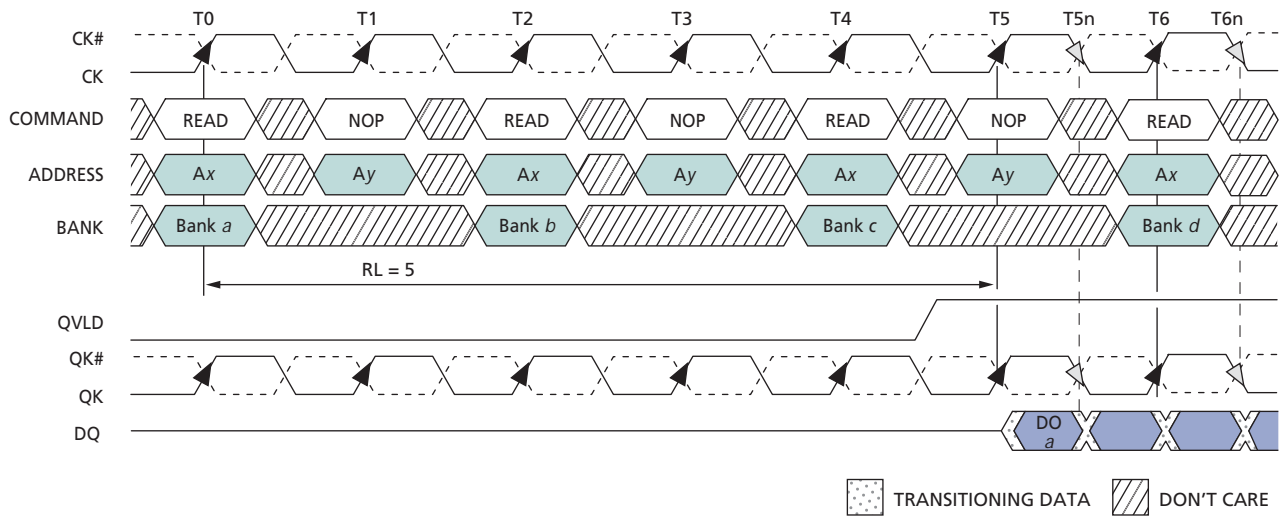 T0 T1 T2 T3 T4 T5 T5n T6 T6n
CK#
CK
COMMAND READ NOP READ NOP READ NOP READ
ADDRESS Ax Ay Ax Ay Ax Ay Ax
BANK Bank a Bank b Bank c Bank d
RL = 5
QVLD
QK#
QK
DQ DO
a
TRANSITIONING DATA DON'T CARE